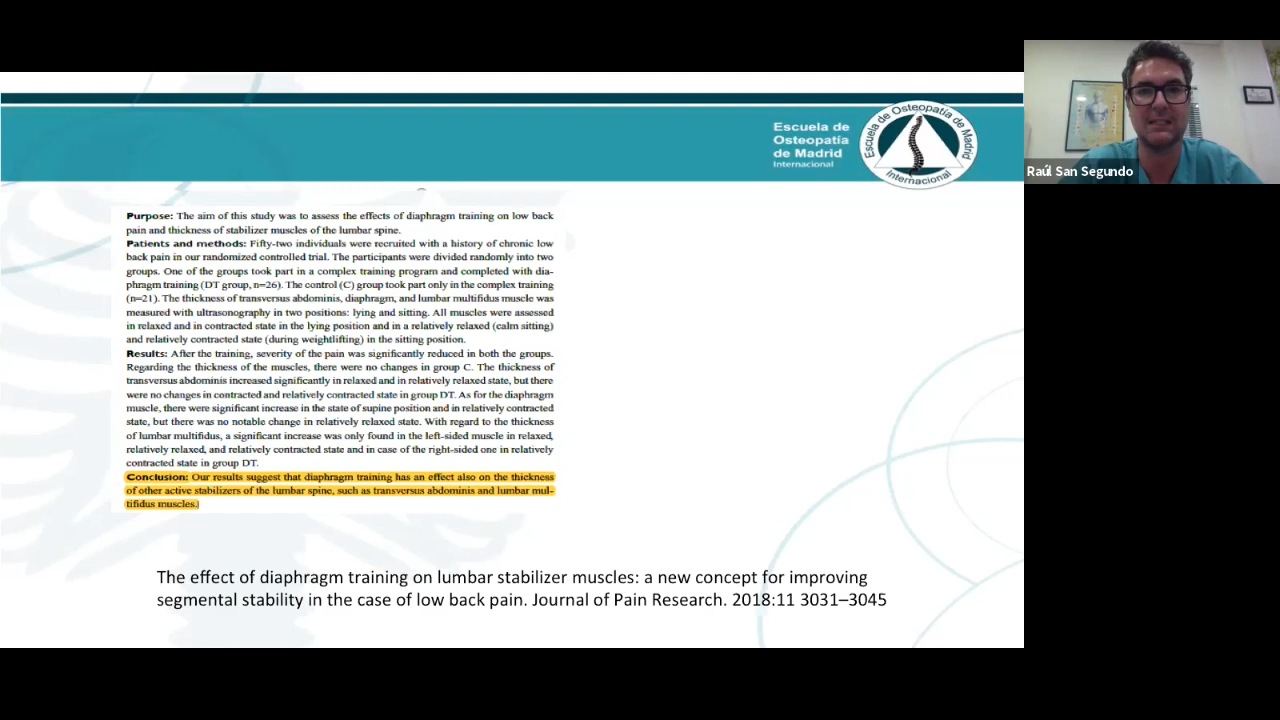 Escuela de
Osteopatía
de Madrid
Internacional
Escuela de Osteopatía de Madrid
Internacional
Raúl San Segundo
Purpose: The aim of this study was to assess the effects of diaphragm training on low back
pain and thickness of stabilizer muscles of the lumbar spine.
Patients and methods: Fifty-two individuals were recruited with a history of chronic low
back pain in our randomized controlled trial. The participants were divided randomly into two
groups. One of the groups took part in a complex training program and completed with dia-
phragm training (DT group, n=26). The control (C) group took part only in the complex training
(n=21). The thickness of transversus abdominis, diaphragm, and lumbar multifidus muscle was
measured with ultrasonography in two positions: lying and sitting. All muscles were assessed
in relaxed and in contracted state in the lying position and in a relatively relaxed (calm sitting)
and relatively contracted state (during weightlifting) in the sitting position.
Results: After the training, severity of the pain was significantly reduced in both the groups.
Regarding the thickness of the muscles, there were no changes in group C. The thickness of
transversus abdominis increased significantly in relaxed and in relatively relaxed state, but there
were no changes in contracted and relatively contracted state in group DT. As for the diaphragm
muscle, there were significant increase in the state of supine position and in relatively contracted
state, but there was no notable change in relatively relaxed state. With regard to the thickness
of lumbar multifidus, a significant increase was only found in the left-sided muscle in relaxed,
relatively relaxed, and relatively contracted state and in case of the right-sided one in relatively
contracted state in group DT.
Conclusion: Our results suggest that diaphragm training has an effect also on the thickness
of other active stabilizers of the lumbar spine, such as transversus abdominis and lumbar mul-
tifidus muscles.
The effect of diaphragm training on lumbar stabilizer muscles: a new concept for improving
segmental stability in the case of low back pain. Journal of Pain Research. 2018:11 3031–3045